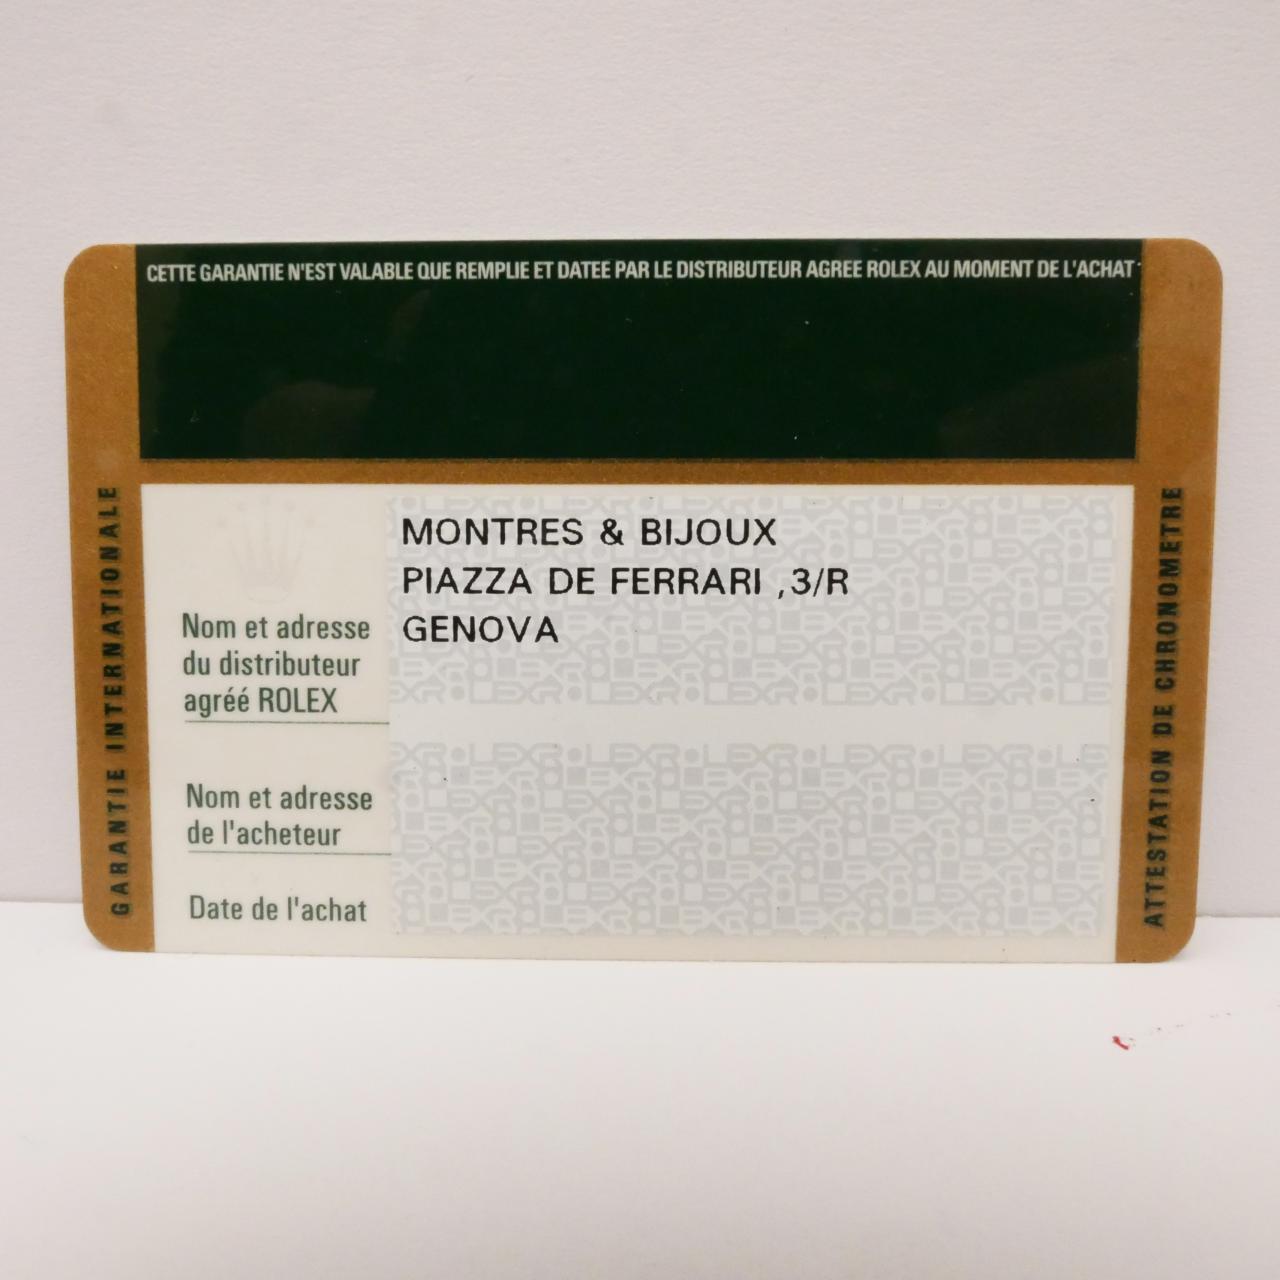 CETTE GARANTIE N'EST VALABLE QUE REMPLIE ET DATEE PAR LE DISTRIBUTEUR AGREE ROLEX AU MOMENT DE L'ACHAT
GARANTIE INTERNATIONALE
MONTRES & BIJOUX
PIAZZA DE FERRARI ,3/R
GENOVA
Nom et adresse
du distributeur
agréé ROLEX
Nom et adresse
de l'acheteur
Date de l'achat
ATTESTATION DE CHRONOMETRE